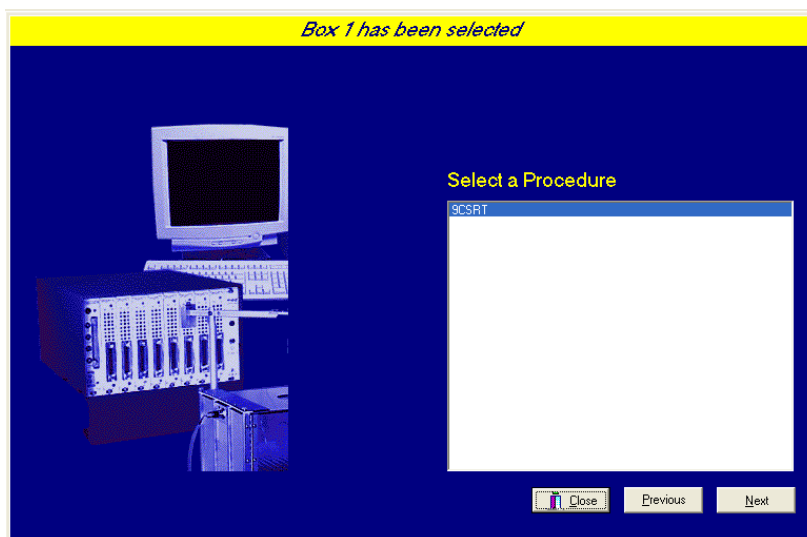 Box 1 has been selected
Select a Procedure
9CSRT
Close
Previous
Next